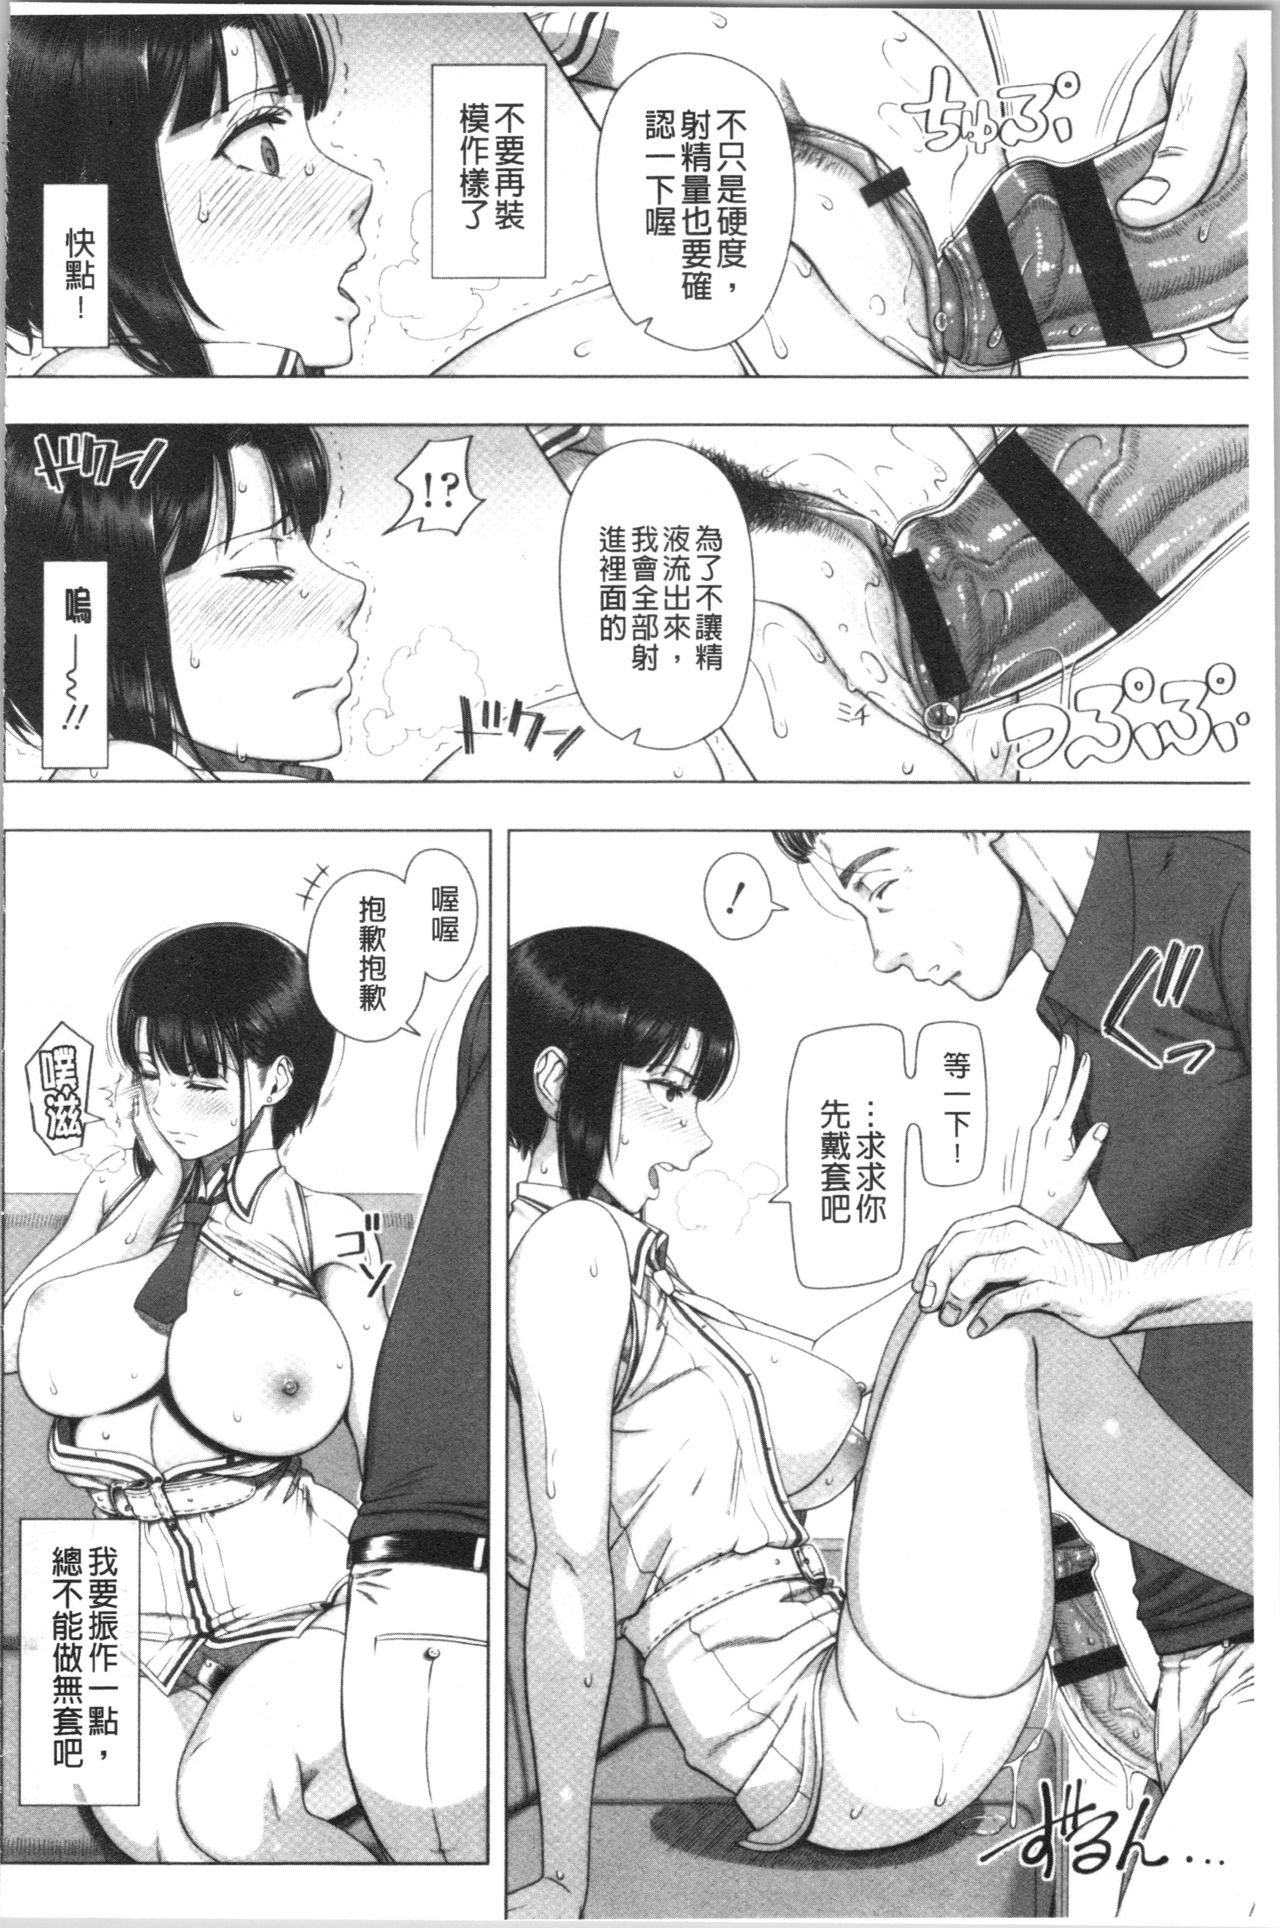 ちゅぷ
不只是硬度，
射精量也要確
認一下喔
不要再裝
模作樣了
快點！
為了不讓精
液流出來，
我會全部射
進裡面的
!?
ドクン
嗚——!!
つぷぷぷ
ミチ
ドクン
！
等一下！
…求求你
先戴套吧
ぐっ
ずるん…
喔喔
抱歉抱歉
噗滋
ゴソ
我要振作一點，
總不能做無套吧